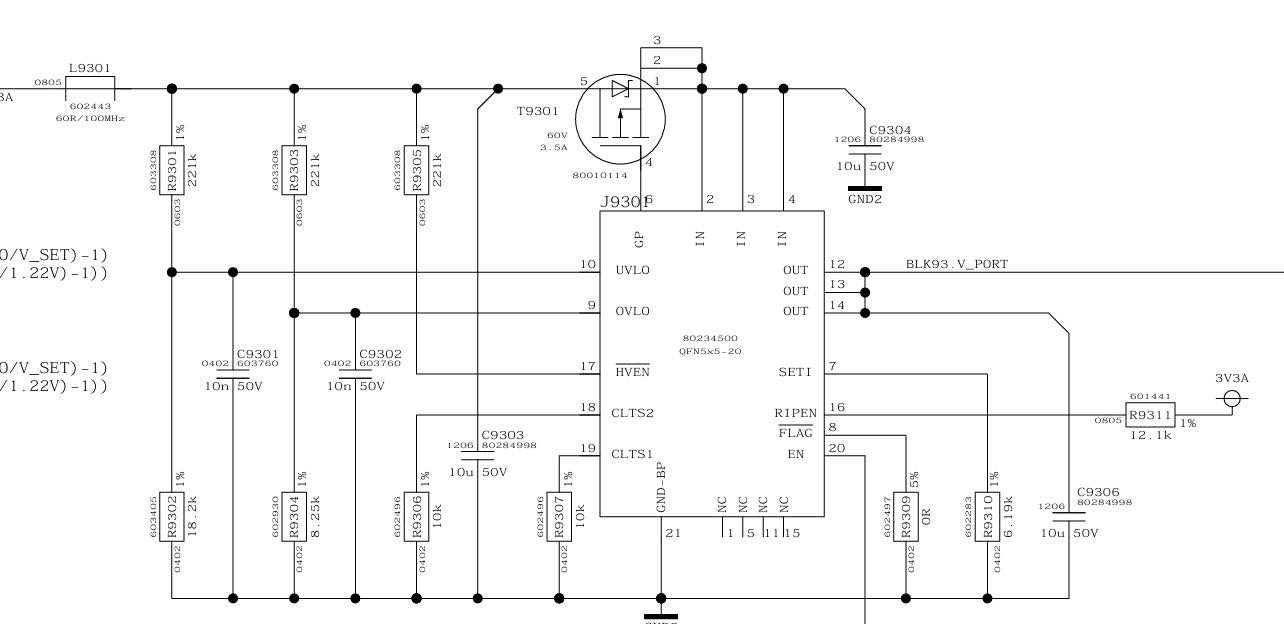 L9301
0805
3A
602443
60R/100MHz
3
2
5
1
T9301
60V
3.5A
4
80010114
C9304
1206 80284998
10u 50V
GND2
603308
R9301
1%
221k
0603
603308
R9303
1%
221k
0603
603308
R9305
1%
221k
0603
J9301
6
2
3
4
GP
IN
IN
IN
0/V_SET)-1)
/1.22V)-1))
10
UVLO
OUT
12
BLK93.V_PORT
OUT
13
9
OVLO
OUT
14
80234500
QFN5x5-20
C9301
0402 603760
10n 50V
C9302
0402 603760
10n 50V
0/V_SET)-1)
/1.22V)-1))
17
HVEN
SETI
7
3V3A
601441
18
CLTS2
RIPEN
16
0805
R9311
1%
12.1k
FLAG
8
C9303
1206 80284998
10u 50V
19
CLTS1
EN
20
GND-BP
NC
NC
NC
NC
603405
R9302
1%
18.2k
0402
602930
R9304
1%
8.25k
0402
602496
R9306
1%
10k
0402
602496
R9307
1%
10k
0402
21
1
5
11
15
602497
R9309
5%
0R
0402
602283
R9310
1%
6.19k
0402
C9306
1206 80284998
10u 50V